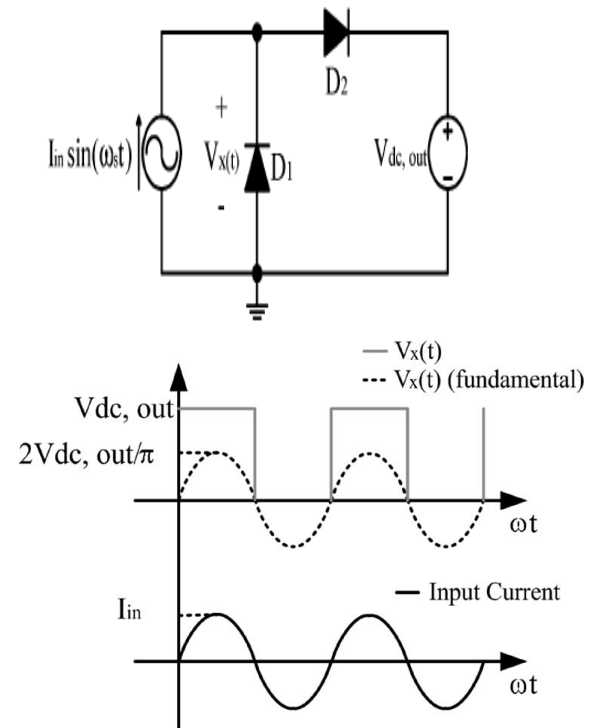 D2
Iin sin(ωst)
+
Vx(t)
-
D1
Vdc, out
+
-
Vx(t)
Vx(t) (fundamental)
Vdc, out
2Vdc, out/π
ωt
Input Current
Iin
ωt